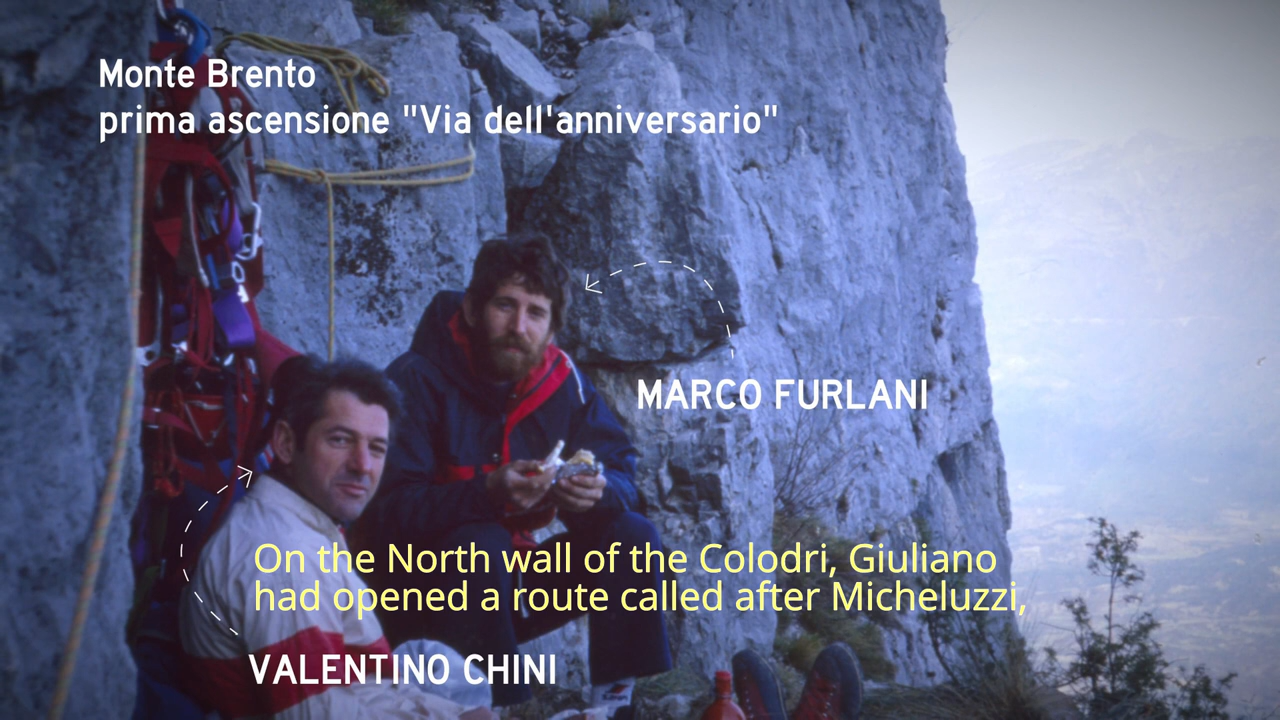 Monte Brento
prima ascensione "Via dell'anniversario"
MARCO FURLANI
On the North wall of the Colodri, Giuliano
had opened a route called after Micheluzzi,
VALENTINO CHINI